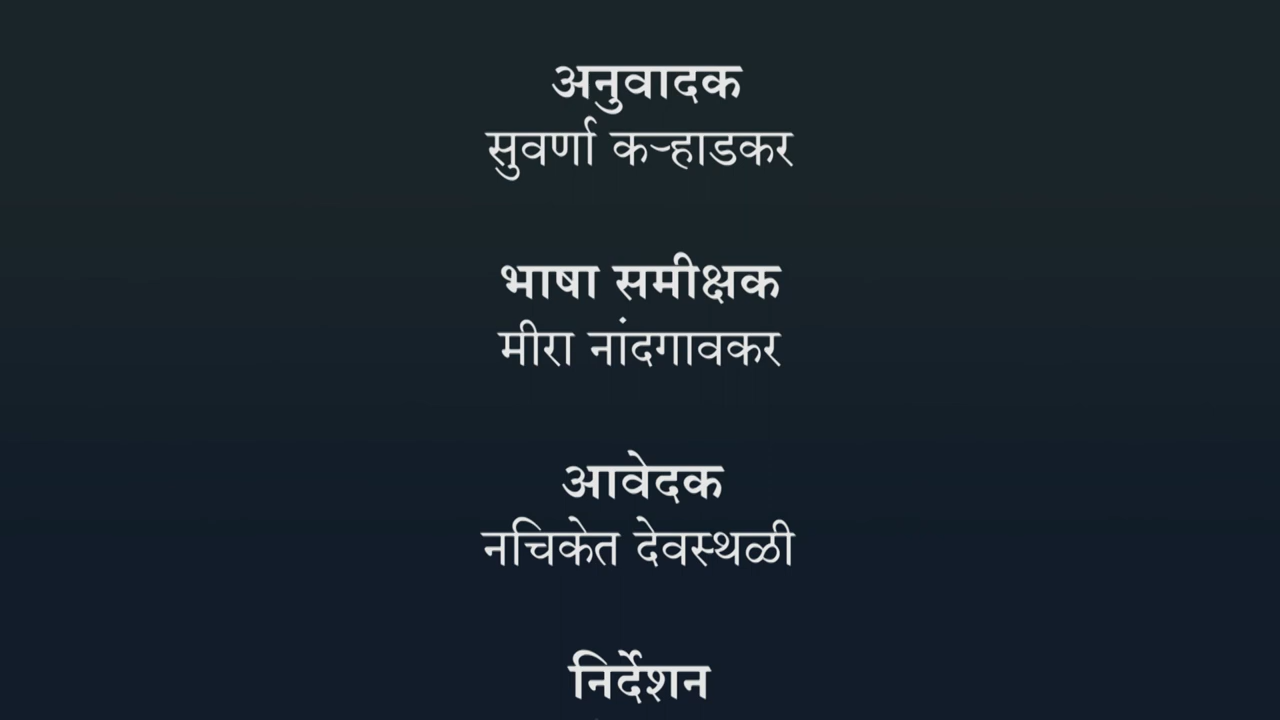 अनुवादक
सुवर्णा कऱ्हाडकर
भाषा समीक्षक
मीरा नांदगावकर
आवेदक
नचिकेत देवस्थळी
निर्देशन